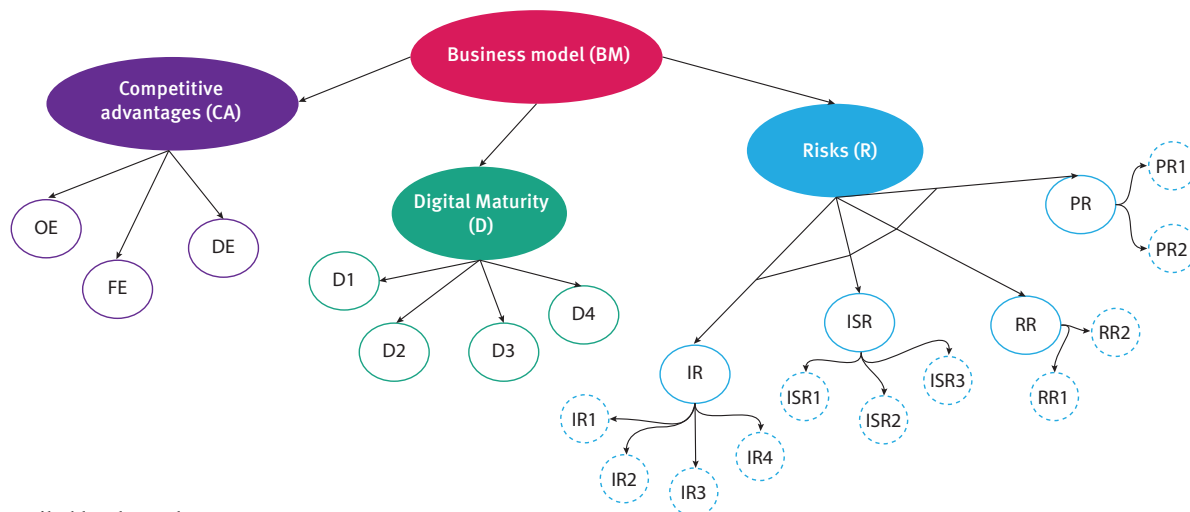 Business model (BM)
Competitive
advantages (CA)
Risks (R)
Digital Maturity
(D)
OE
FE
DE
D1
D2
D3
D4
PR
PR1
PR2
ISR
RR
RR2
RR1
IR
ISR1
ISR2
ISR3
IR1
IR2
IR3
IR4